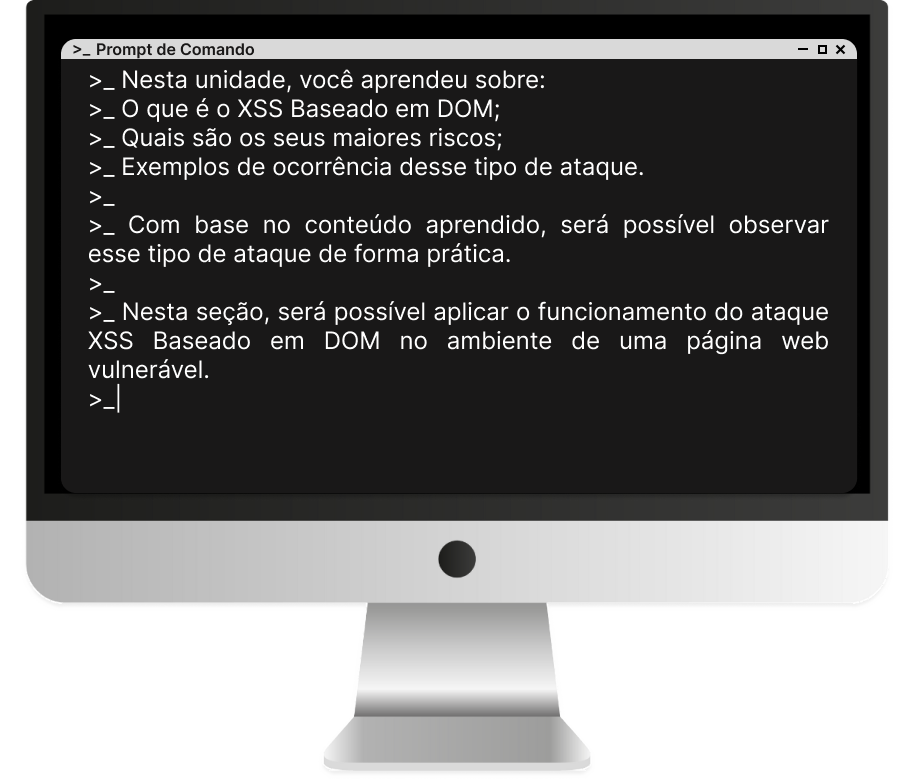 >_ Prompt de Comando
>_ Nesta unidade, você aprendeu sobre:
>_ O que é o XSS Baseado em DOM;
>_ Quais são os seus maiores riscos;
>_ Exemplos de ocorrência desse tipo de ataque.
>_
>_ Com base no conteúdo aprendido, será possível observar
esse tipo de ataque de forma prática.
>_
>_ Nesta seção, será possível aplicar o funcionamento do ataque
XSS Baseado em DOM no ambiente de uma página web
vulnerável.
>_|